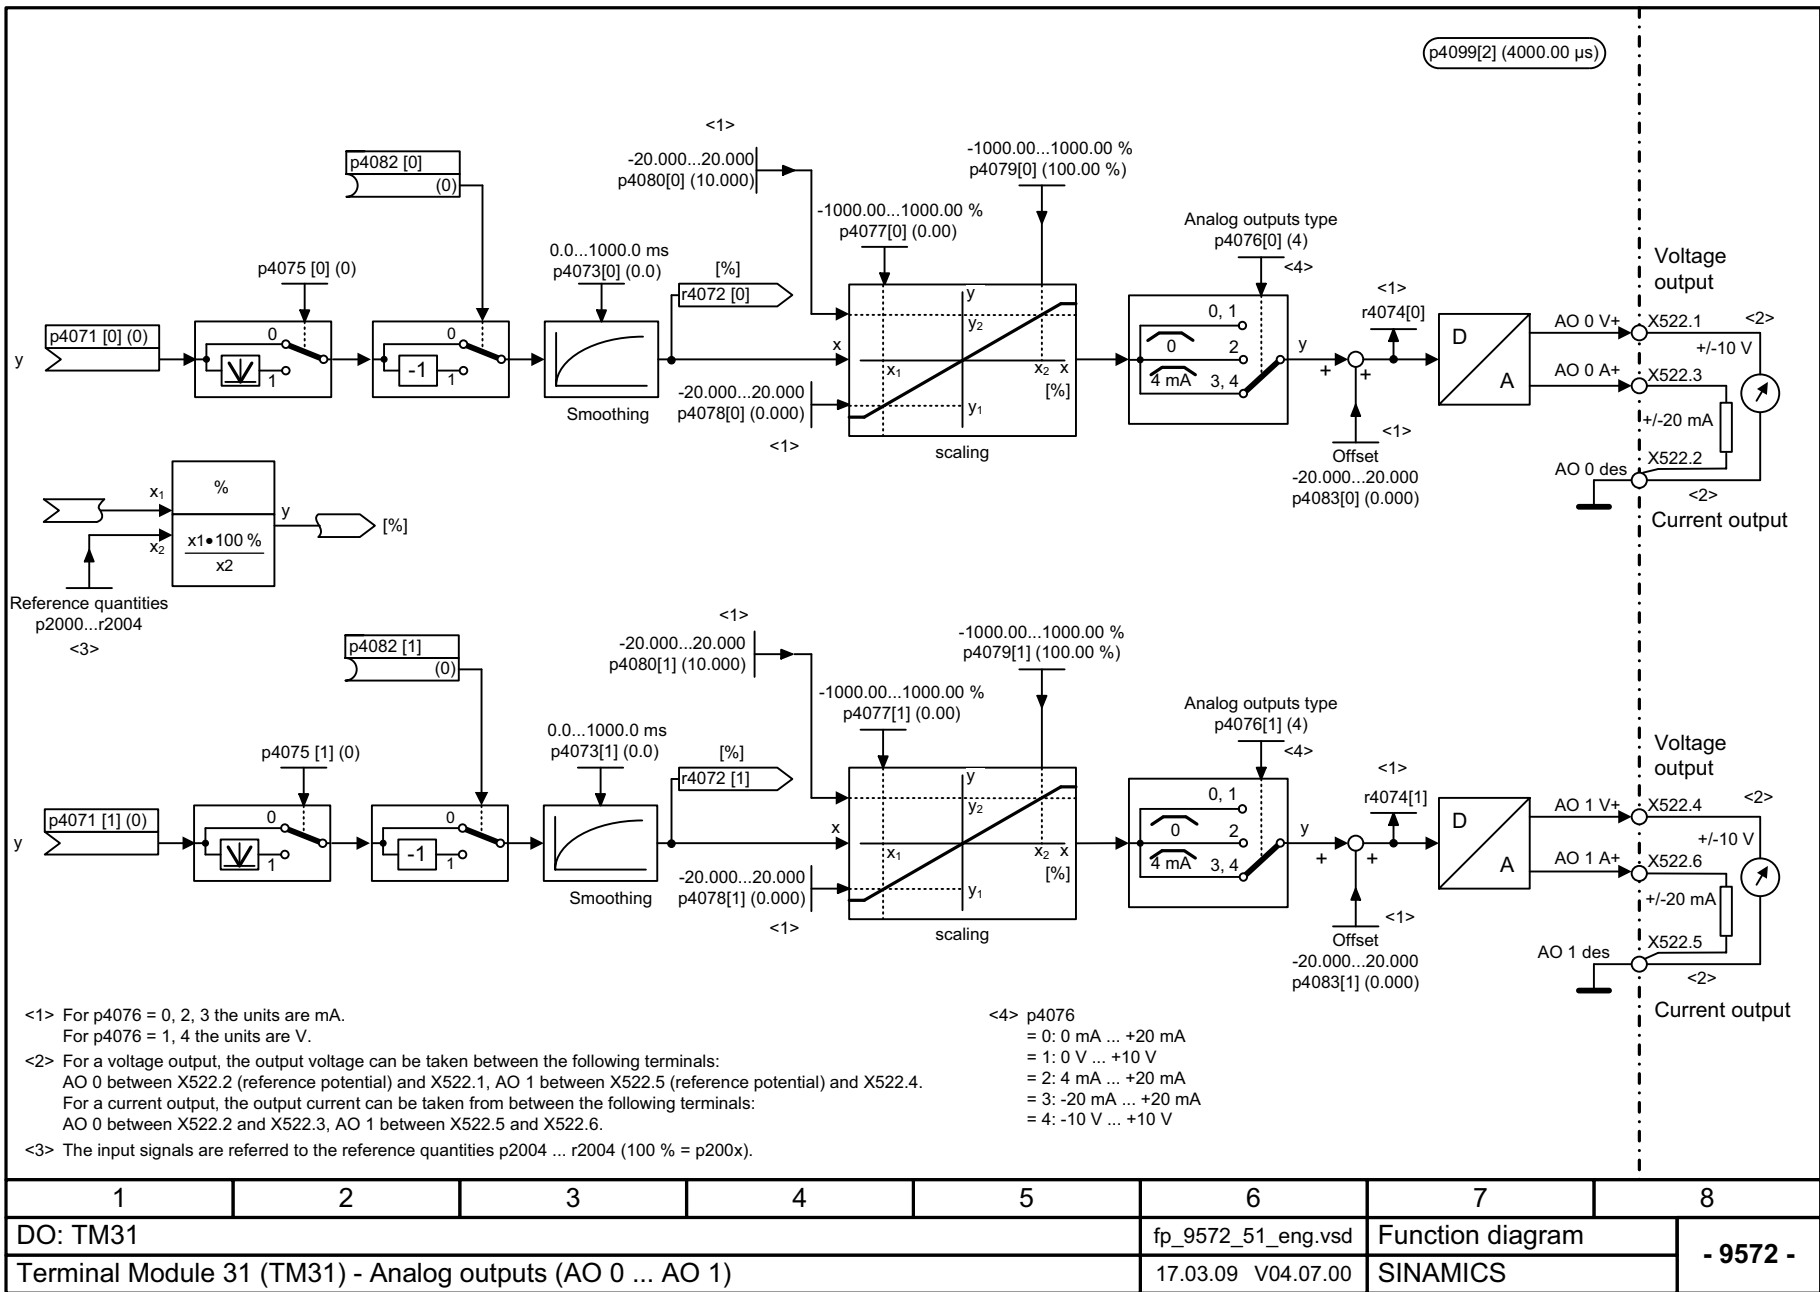 p4099[2] (4000.00 µs)
<1>
-20.000...20.000
p4080[0] (10.000)
-1000.00...1000.00 %
p4079[0] (100.00 %)
p4082 [0]
(0)
-1000.00...1000.00 %
p4077[0] (0.00)
Analog outputs type
p4076[0] (4)
<4>
p4075 [0] (0)
0.0...1000.0 ms
p4073[0] (0.0)
[%]
r4072 [0]
<1>
r4074[0]
Voltage
output
y
p4071 [0] (0)
0
1
0
-1
1
Smoothing
x
-20.000...20.000
p4078[0] (0.000)
<1>
y
y2
x1
x2 x
[%]
y1
scaling
0, 1
0
2
4 mA
3, 4
y
+
+
<1>
Offset
-20.000...20.000
p4083[0] (0.000)
D
A
AO 0 V+
X522.1
<2>
+/-10 V
AO 0 A+
X522.3
+/-20 mA
AO 0 des
X522.2
<2>
Current output
x1
x2
%
x1•100 %
x2
y
[%]
Reference quantities
p2000...r2004
<3>
<1>
-20.000...20.000
p4080[1] (10.000)
-1000.00...1000.00 %
p4079[1] (100.00 %)
p4082 [1]
(0)
-1000.00...1000.00 %
p4077[1] (0.00)
Analog outputs type
p4076[1] (4)
<4>
p4075 [1] (0)
0.0...1000.0 ms
p4073[1] (0.0)
[%]
r4072 [1]
<1>
r4074[1]
Voltage
output
y
p4071 [1] (0)
0
1
0
-1
1
Smoothing
x
-20.000...20.000
p4078[1] (0.000)
<1>
y
y2
x1
x2 x
[%]
y1
scaling
0, 1
0
2
4 mA
3, 4
y
+
+
<1>
Offset
-20.000...20.000
p4083[1] (0.000)
D
A
AO 1 V+
X522.4
<2>
+/-10 V
AO 1 A+
X522.6
+/-20 mA
AO 1 des
X522.5
<2>
Current output
<1> For p4076 = 0, 2, 3 the units are mA.
For p4076 = 1, 4 the units are V.
<2> For a voltage output, the output voltage can be taken between the following terminals:
AO 0 between X522.2 (reference potential) and X522.1, AO 1 between X522.5 (reference potential) and X522.4.
For a current output, the output current can be taken from between the following terminals:
AO 0 between X522.2 and X522.3, AO 1 between X522.5 and X522.6.
<3> The input signals are referred to the reference quantities p2004 ... r2004 (100 % = p200x).
<4> p4076
= 0: 0 mA ... +20 mA
= 1: 0 V ... +10 V
= 2: 4 mA ... +20 mA
= 3: -20 mA ... +20 mA
= 4: -10 V ... +10 V
1 2 3 4 5 6 7 8
DO: TM31
fp_9572_51_eng.vsd
Function diagram
- 9572 -
Terminal Module 31 (TM31) - Analog outputs (AO 0 ... AO 1)
17.03.09 V04.07.00
SINAMICS